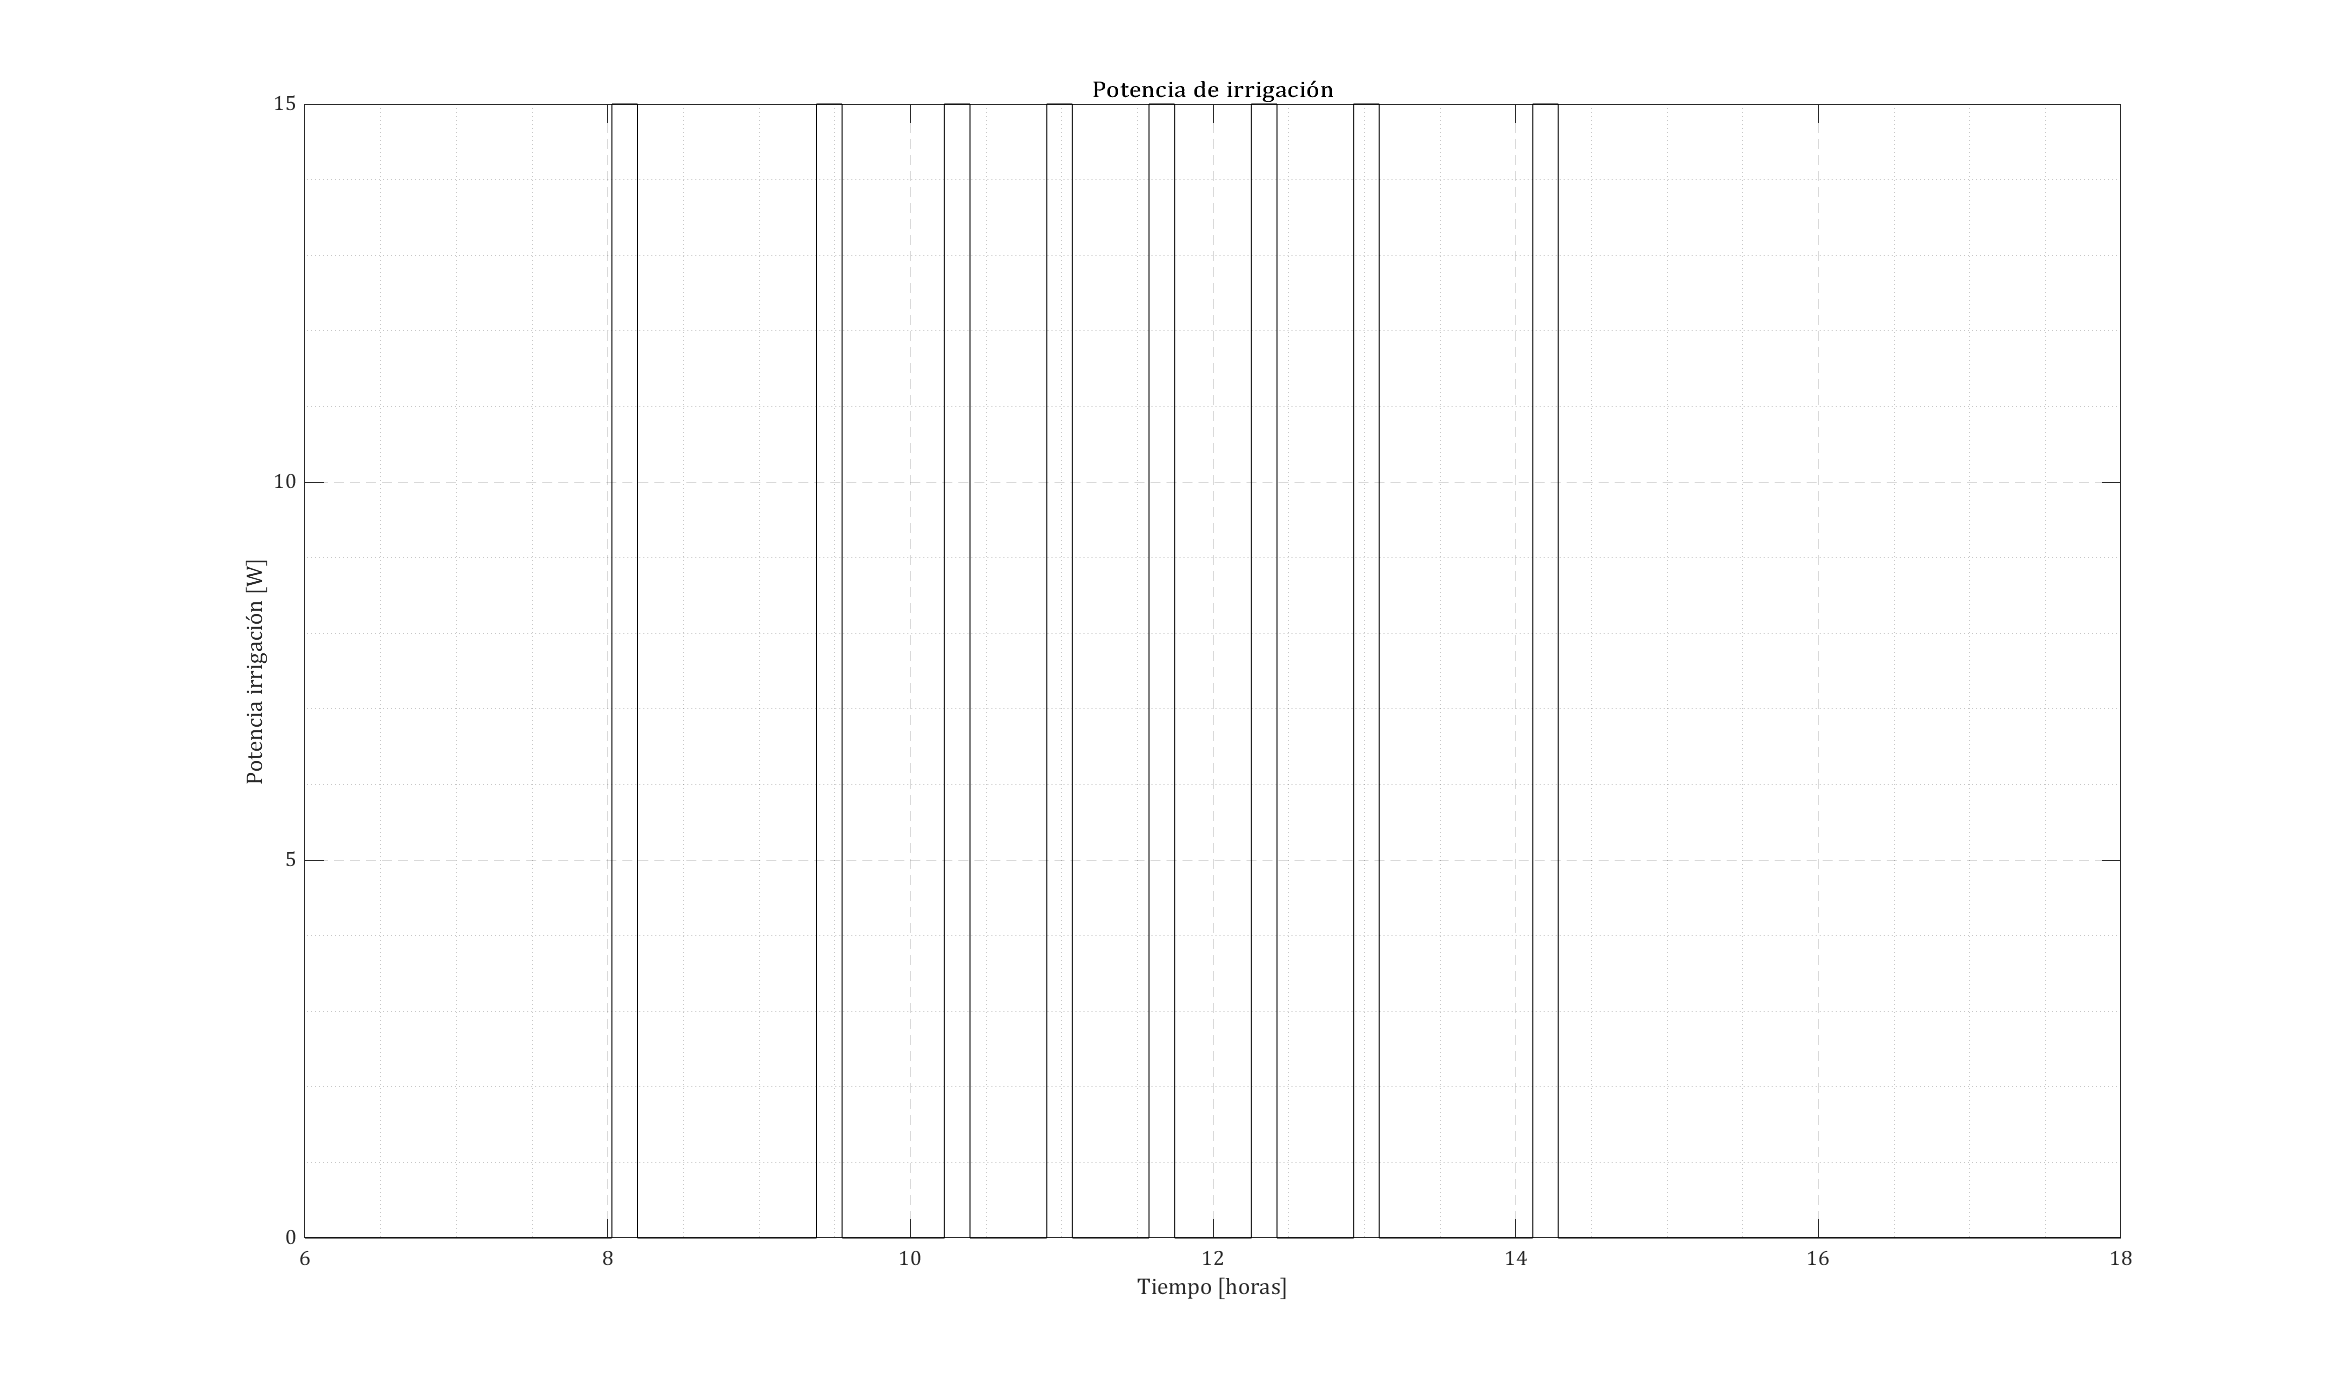 Potencia de irrigación
15
10
5
0
Potencia irrigación [W]
6 8 10 12 14 16 18
Tiempo [horas]